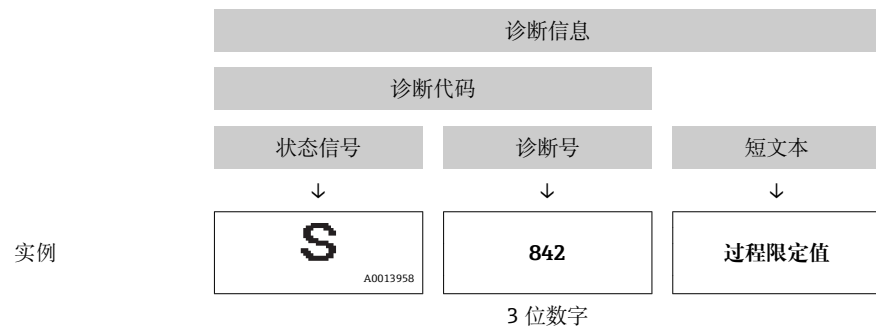 诊断信息
诊断代码
状态信号 诊断号 短文本
↓ ↓ ↓
实例 S 842 过程限定值
A0013958
3 位数字